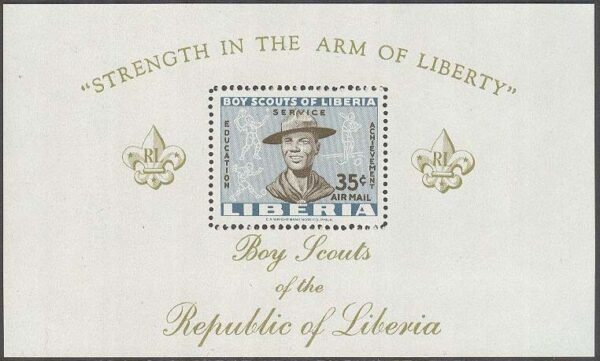 "STRENGTH IN THE ARM OF LIBERTY"
BOY SCOUTS OF LIBERIA
SERVICE
EDUCATION
ACHIEVEMENT
35¢
AIR MAIL
LIBERIA
RL
RL
Boy Scouts
of the
Republic of Liberia